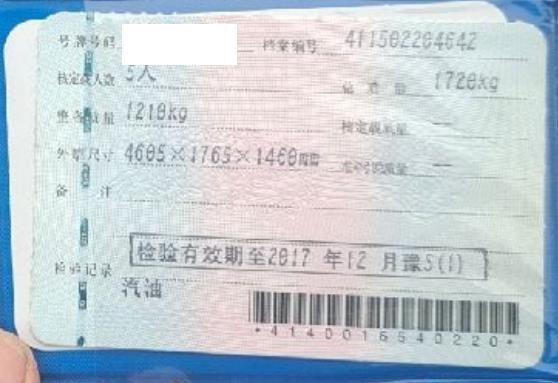 号牌号码 档案编号 411502204642
核定载人数 5人 总质量 1720kg
整备质量 1210kg 核定载质量 —
外廓尺寸 4605×1765×1460mm 准牵引总质量 —
备注
检验有效期至2017年12月豫S(1)
检验记录
汽油
*4140016540220*